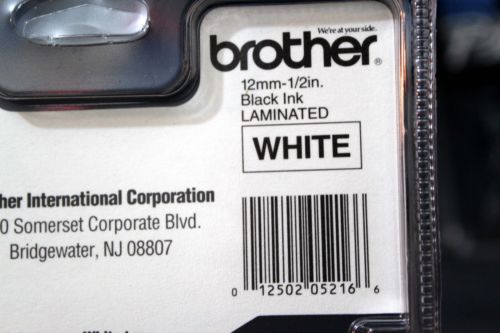 We're at your side.
brother®
12mm-1/2in.
Black Ink
LAMINATED
WHITE
her International Corporation
0 Somerset Corporate Blvd.
Bridgewater, NJ 08807
0 12502 05216 6